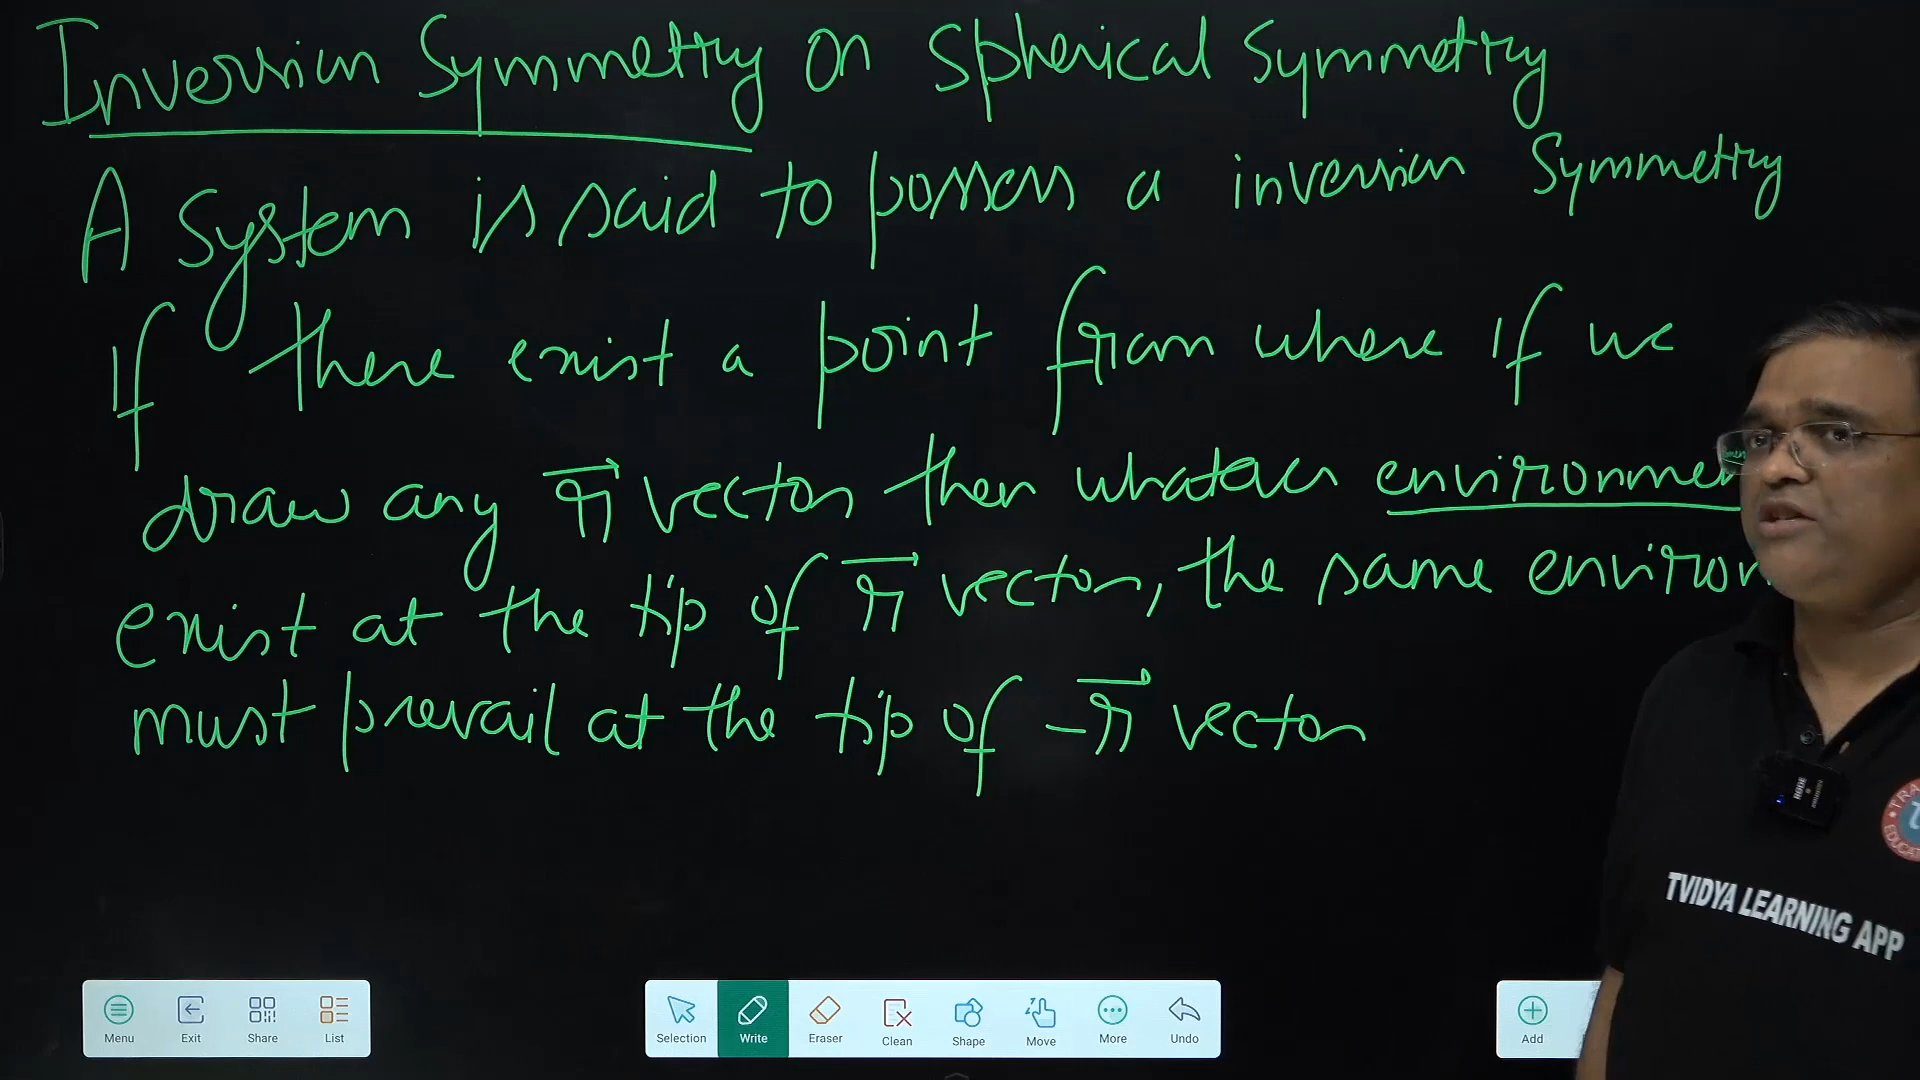 Inversion Symmetry or Spherical Symmetry
A system is said to possess a inversion Symmetry
If there exist a point from where if we
draw any r vector then whatever environmen
exist at the tip of r vector, the same environ
must prevail at the tip of -r vector
TVIDYA LEARNING APP
RODE
Menu Exit Share List Selection Write Eraser Clean Shape Move More Undo Add